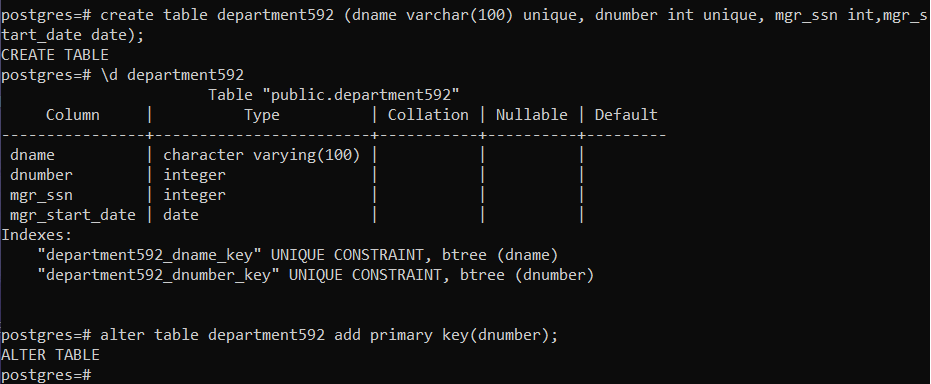 postgres=# create table department592 (dname varchar(100) unique, dnumber int unique, mgr_ssn int,mgr_s
tart_date date);
CREATE TABLE
postgres=# \d department592
                       Table "public.department592"
     Column     |          Type          | Collation | Nullable | Default
----------------+------------------------+-----------+----------+---------
 dname          | character varying(100) |           |          |
 dnumber        | integer                |           |          |
 mgr_ssn        | integer                |           |          |
 mgr_start_date | date                   |           |          |
Indexes:
    "department592_dname_key" UNIQUE CONSTRAINT, btree (dname)
    "department592_dnumber_key" UNIQUE CONSTRAINT, btree (dnumber)
postgres=# alter table department592 add primary key(dnumber);
ALTER TABLE
postgres=#